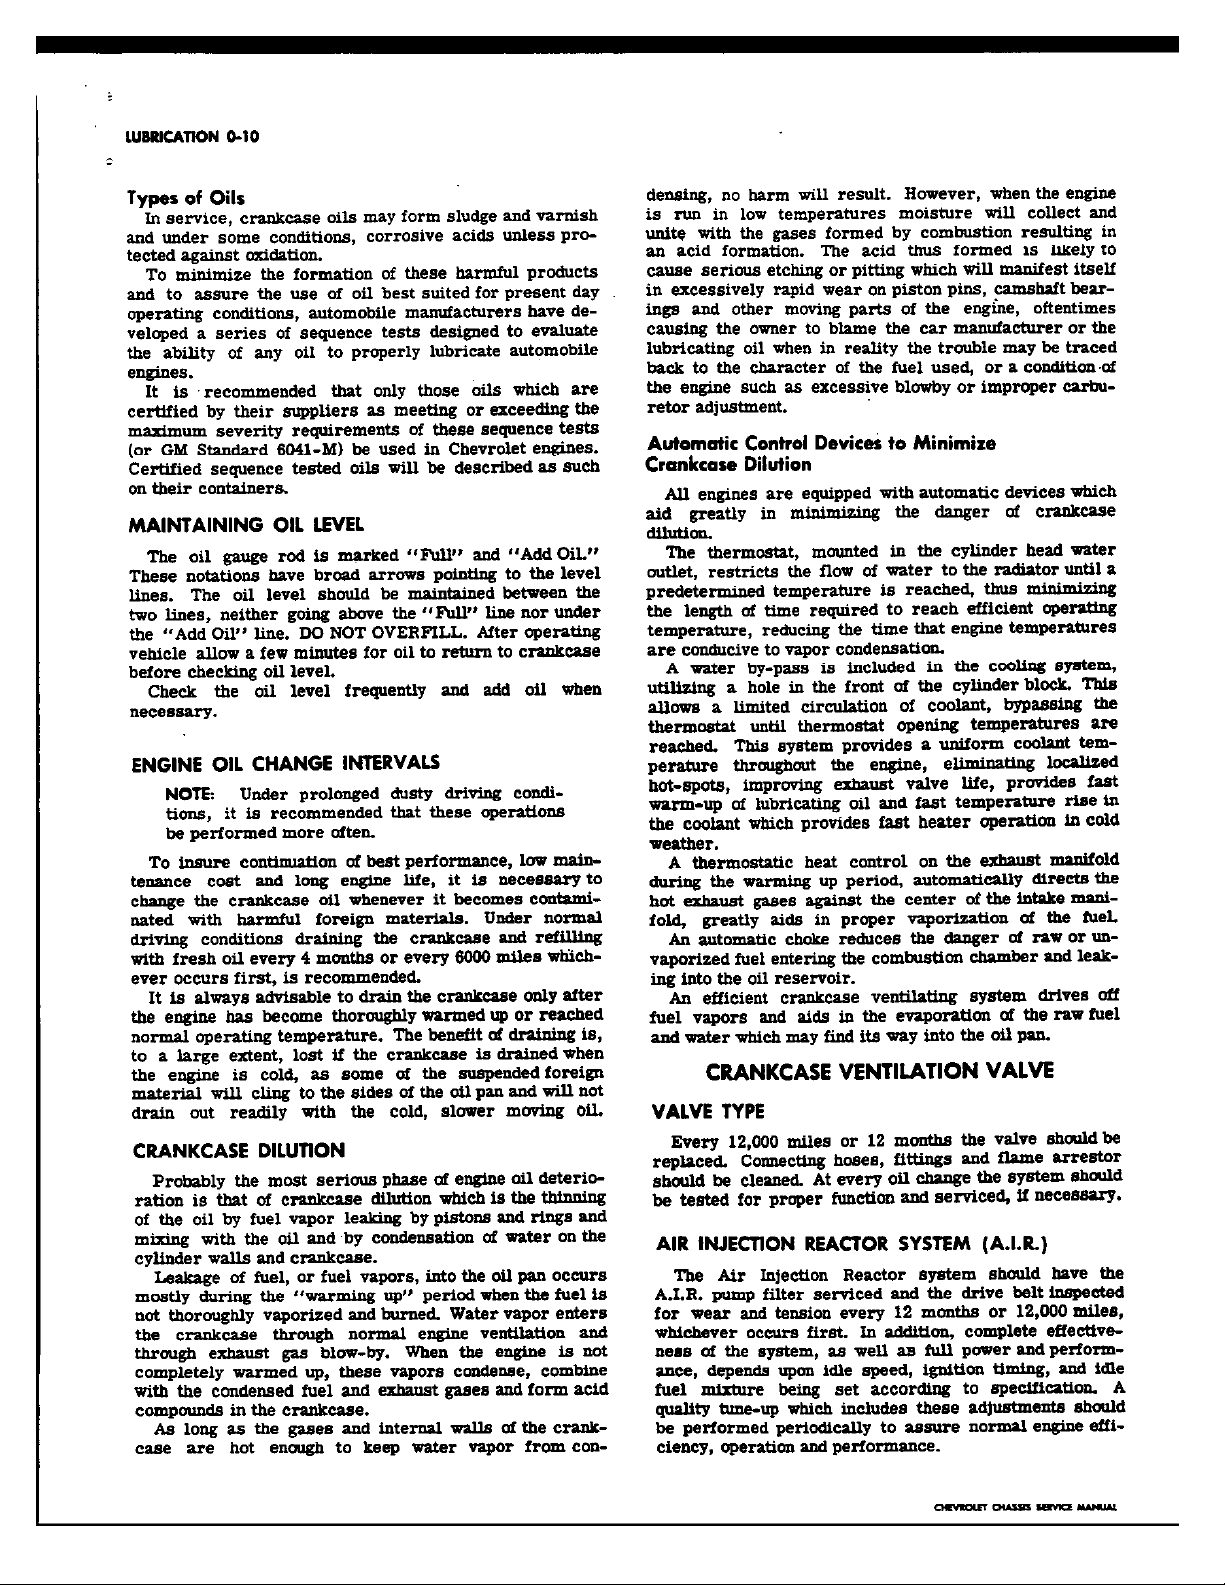 LUBRICATION 0-10
Types of Oils
In service, crankcase oils may form sludge and varnish
and under some conditions, corrosive acids unless pro-
tected against oxidation.
To minimize the formation of these harmful products
and to assure the use of oil best suited for present day
operating conditions, automobile manufacturers have de-
veloped a series of sequence tests designed to evaluate
the ability of any oil to properly lubricate automobile
engines.
It is recommended that only those oils which are
certified by their suppliers as meeting or exceeding the
maximum severity requirements of these sequence tests
(or GM Standard 6041-M) be used in Chevrolet engines.
Certified sequence tested oils will be described as such
on their containers.
MAINTAINING OIL LEVEL
The oil gauge rod is marked "Full" and "Add Oil."
These notations have broad arrows pointing to the level
lines. The oil level should be maintained between the
two lines, neither going above the "Full" line nor under
the "Add Oil" line. DO NOT OVERFILL. After operating
vehicle allow a few minutes for oil to return to crankcase
before checking oil level.
Check the oil level frequently and add oil when
necessary.
ENGINE OIL CHANGE INTERVALS
NOTE: Under prolonged dusty driving condi-
tions, it is recommended that these operations
be performed more often.
To insure continuation of best performance, low main-
tenance cost and long engine life, it is necessary to
change the crankcase oil whenever it becomes contami-
nated with harmful foreign materials. Under normal
driving conditions draining the crankcase and refilling
with fresh oil every 4 months or every 6000 miles which-
ever occurs first, is recommended.
It is always advisable to drain the crankcase only after
the engine has become thoroughly warmed up or reached
normal operating temperature. The benefit of draining is,
to a large extent, lost if the crankcase is drained when
the engine is cold, as some of the suspended foreign
material will cling to the sides of the oil pan and will not
drain out readily with the cold, slower moving oil.
CRANKCASE DILUTION
Probably the most serious phase of engine oil deterio-
ration is that of crankcase dilution which is the thinning
of the oil by fuel vapor leaking by pistons and rings and
mixing with the oil and by condensation of water on the
cylinder walls and crankcase.
Leakage of fuel, or fuel vapors, into the oil pan occurs
mostly during the "warming up" period when the fuel is
not thoroughly vaporized and burned. Water vapor enters
the crankcase through normal engine ventilation and
through exhaust gas blow-by. When the engine is not
completely warmed up, these vapors condense, combine
with the condensed fuel and exhaust gases and form acid
compounds in the crankcase.
As long as the gases and internal walls of the crank-
case are hot enough to keep water vapor from con-
densing, no harm will result. However, when the engine
is run in low temperatures moisture will collect and
unite with the gases formed by combustion resulting in
an acid formation. The acid thus formed is likely to
cause serious etching or pitting which will manifest itself
in excessively rapid wear on piston pins, camshaft bear-
ings and other moving parts of the engine, oftentimes
causing the owner to blame the car manufacturer or the
lubricating oil when in reality the trouble may be traced
back to the character of the fuel used, or a condition of
the engine such as excessive blowby or improper carbu-
retor adjustment.
Automatic Control Devices to Minimize
Crankcase Dilution
All engines are equipped with automatic devices which
aid greatly in minimizing the danger of crankcase
dilution.
The thermostat, mounted in the cylinder head water
outlet, restricts the flow of water to the radiator until a
predetermined temperature is reached, thus minimizing
the length of time required to reach efficient operating
temperature, reducing the time that engine temperatures
are conducive to vapor condensation.
A water by-pass is included in the cooling system,
utilizing a hole in the front of the cylinder block. This
allows a limited circulation of coolant, bypassing the
thermostat until thermostat opening temperatures are
reached. This system provides a uniform coolant tem-
perature throughout the engine, eliminating localized
hot-spots, improving exhaust valve life, provides fast
warm-up of lubricating oil and fast temperature rise in
the coolant which provides fast heater operation in cold
weather.
A thermostatic heat control on the exhaust manifold
during the warming up period, automatically directs the
hot exhaust gases against the center of the intake mani-
fold, greatly aids in proper vaporization of the fuel.
An automatic choke reduces the danger of raw or un-
vaporized fuel entering the combustion chamber and leak-
ing into the oil reservoir.
An efficient crankcase ventilating system drives off
fuel vapors and aids in the evaporation of the raw fuel
and water which may find its way into the oil pan.
CRANKCASE VENTILATION VALVE
VALVE TYPE
Every 12,000 miles or 12 months the valve should be
replaced. Connecting hoses, fittings and flame arrestor
should be cleaned. At every oil change the system should
be tested for proper function and serviced, if necessary.
AIR INJECTION REACTOR SYSTEM (A.I.R.)
The Air Injection Reactor system should have the
A.I.R. pump filter serviced and the drive belt inspected
for wear and tension every 12 months or 12,000 miles,
whichever occurs first. In addition, complete effective-
ness of the system, as well as full power and perform-
ance, depends upon idle speed, ignition timing, and idle
fuel mixture being set according to specification. A
quality tune-up which includes these adjustments should
be performed periodically to assure normal engine effi-
ciency, operation and performance.
CHEVROLET CHASSIS SERVICE MANUAL